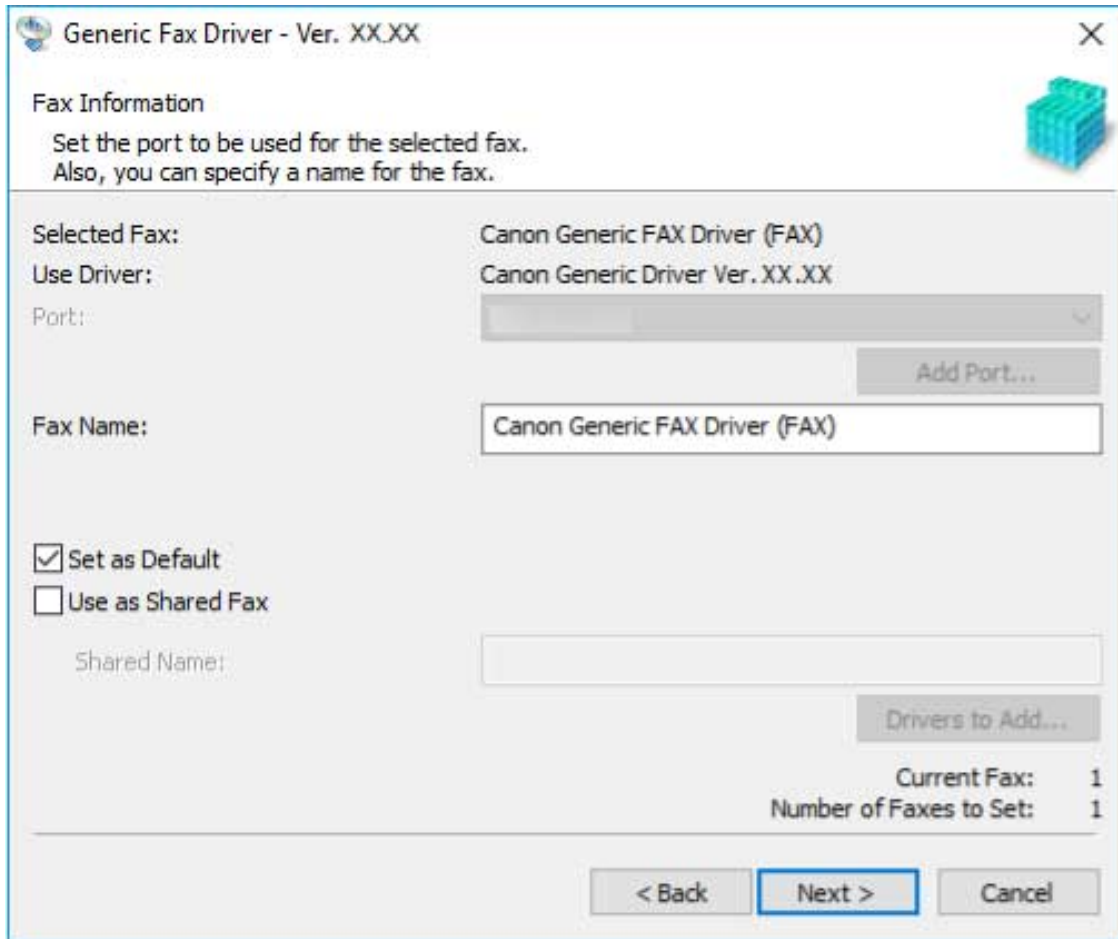 Generic Fax Driver - Ver. XX.XX
Fax Information
Set the port to be used for the selected fax.
Also, you can specify a name for the fax.
Selected Fax: Canon Generic FAX Driver (FAX)
Use Driver: Canon Generic Driver Ver. XX.XX
Port:
Add Port...
Fax Name: Canon Generic FAX Driver (FAX)
Set as Default
Use as Shared Fax
Shared Name:
Drivers to Add...
Current Fax: 1
Number of Faxes to Set: 1
< Back Next > Cancel